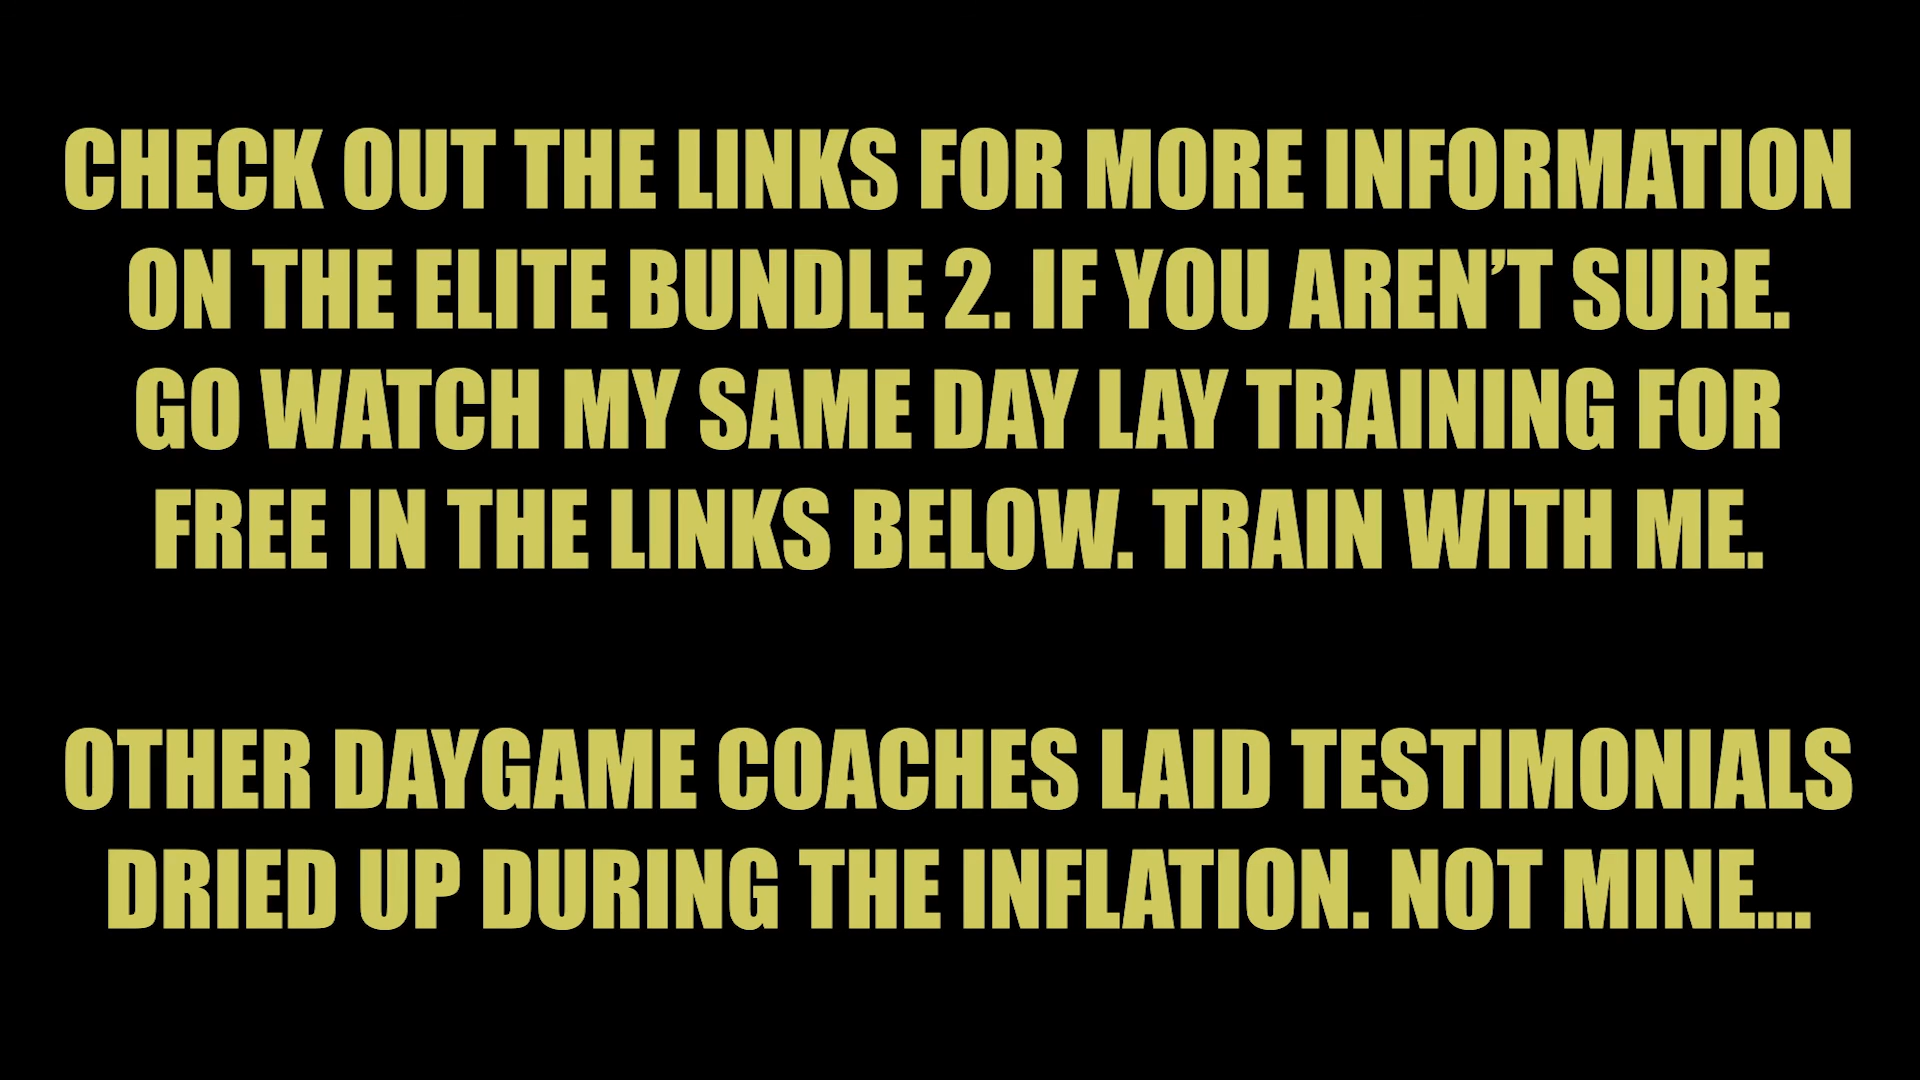 CHECK OUT THE LINKS FOR MORE INFORMATION
ON THE ELITE BUNDLE 2. IF YOU AREN’T SURE.
GO WATCH MY SAME DAY LAY TRAINING FOR
FREE IN THE LINKS BELOW. TRAIN WITH ME.
OTHER DAYGAME COACHES LAID TESTIMONIALS
DRIED UP DURING THE INFLATION. NOT MINE...